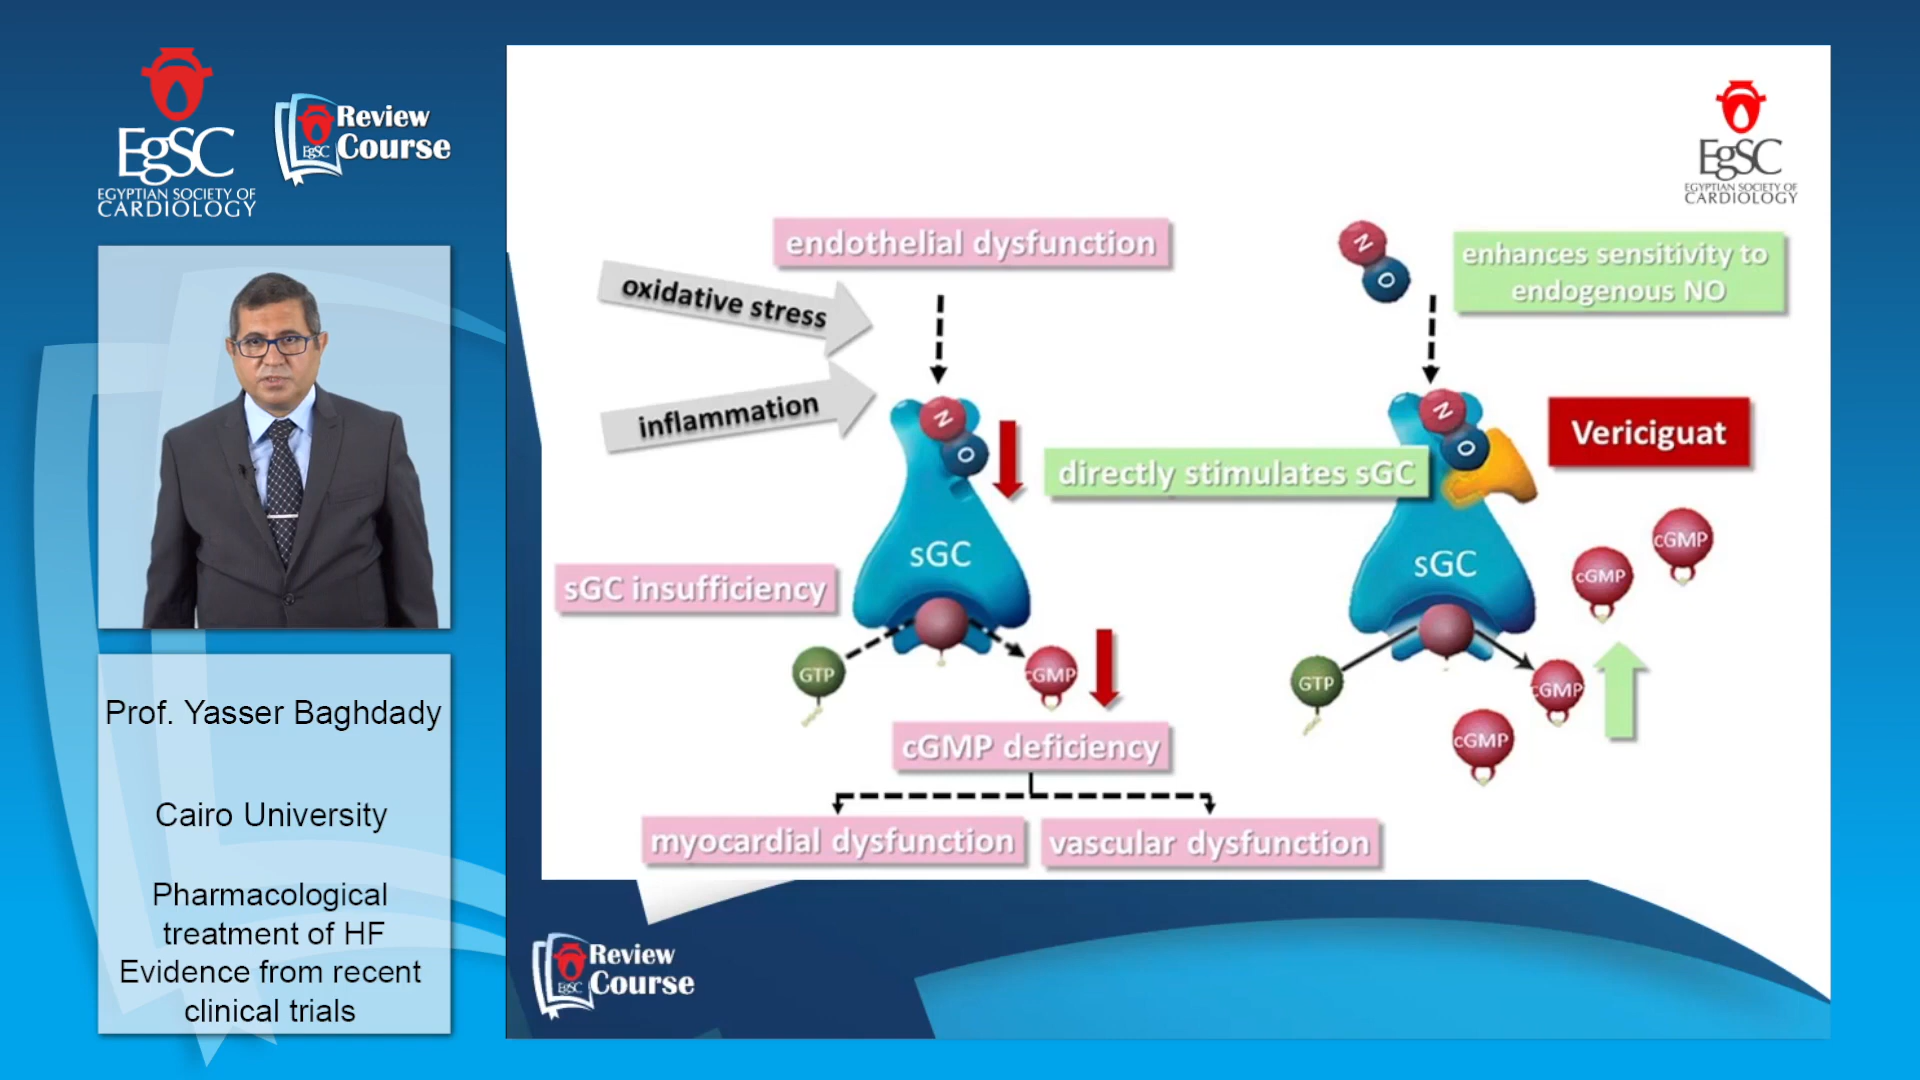 EgSC
EGYPTIAN SOCIETY OF
CARDIOLOGY
Review
Course
EgSC
Prof. Yasser Baghdady
Cairo University
Pharmacological
treatment of HF
Evidence from recent
clinical trials
EgSC
EGYPTIAN SOCIETY OF
CARDIOLOGY
endothelial dysfunction
oxidative stress
inflammation
N
O
sGC
sGC insufficiency
GTP
cGMP
cGMP deficiency
myocardial dysfunction
vascular dysfunction
N
O
enhances sensitivity to
endogenous NO
directly stimulates sGC
N
O
Vericiguat
sGC
cGMP
cGMP
GTP
cGMP
cGMP
Review
Course
EgSC